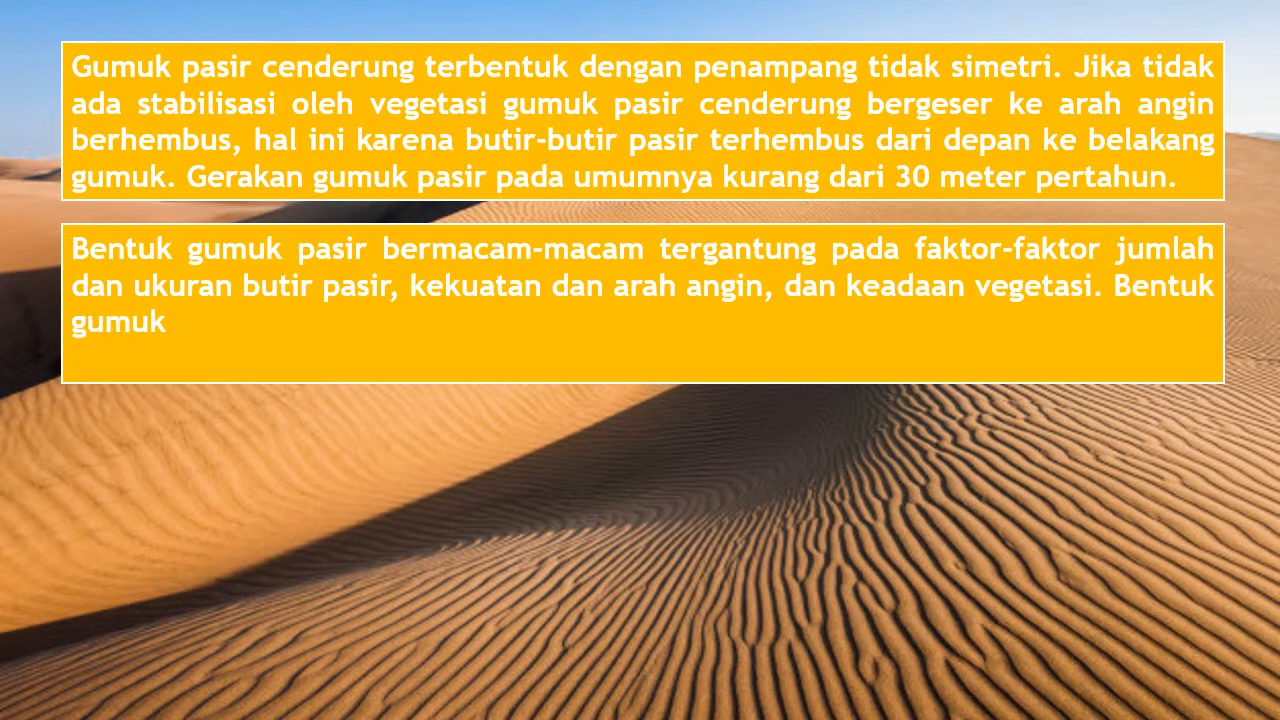 Gumuk pasir cenderung terbentuk dengan penampang tidak simetri. Jika tidak
ada stabilisasi oleh vegetasi gumuk pasir cenderung bergeser ke arah angin
berhembus, hal ini karena butir-butir pasir terhembus dari depan ke belakang
gumuk. Gerakan gumuk pasir pada umumnya kurang dari 30 meter pertahun.
Bentuk gumuk pasir bermacam-macam tergantung pada faktor-faktor jumlah
dan ukuran butir pasir, kekuatan dan arah angin, dan keadaan vegetasi. Bentuk
gumuk